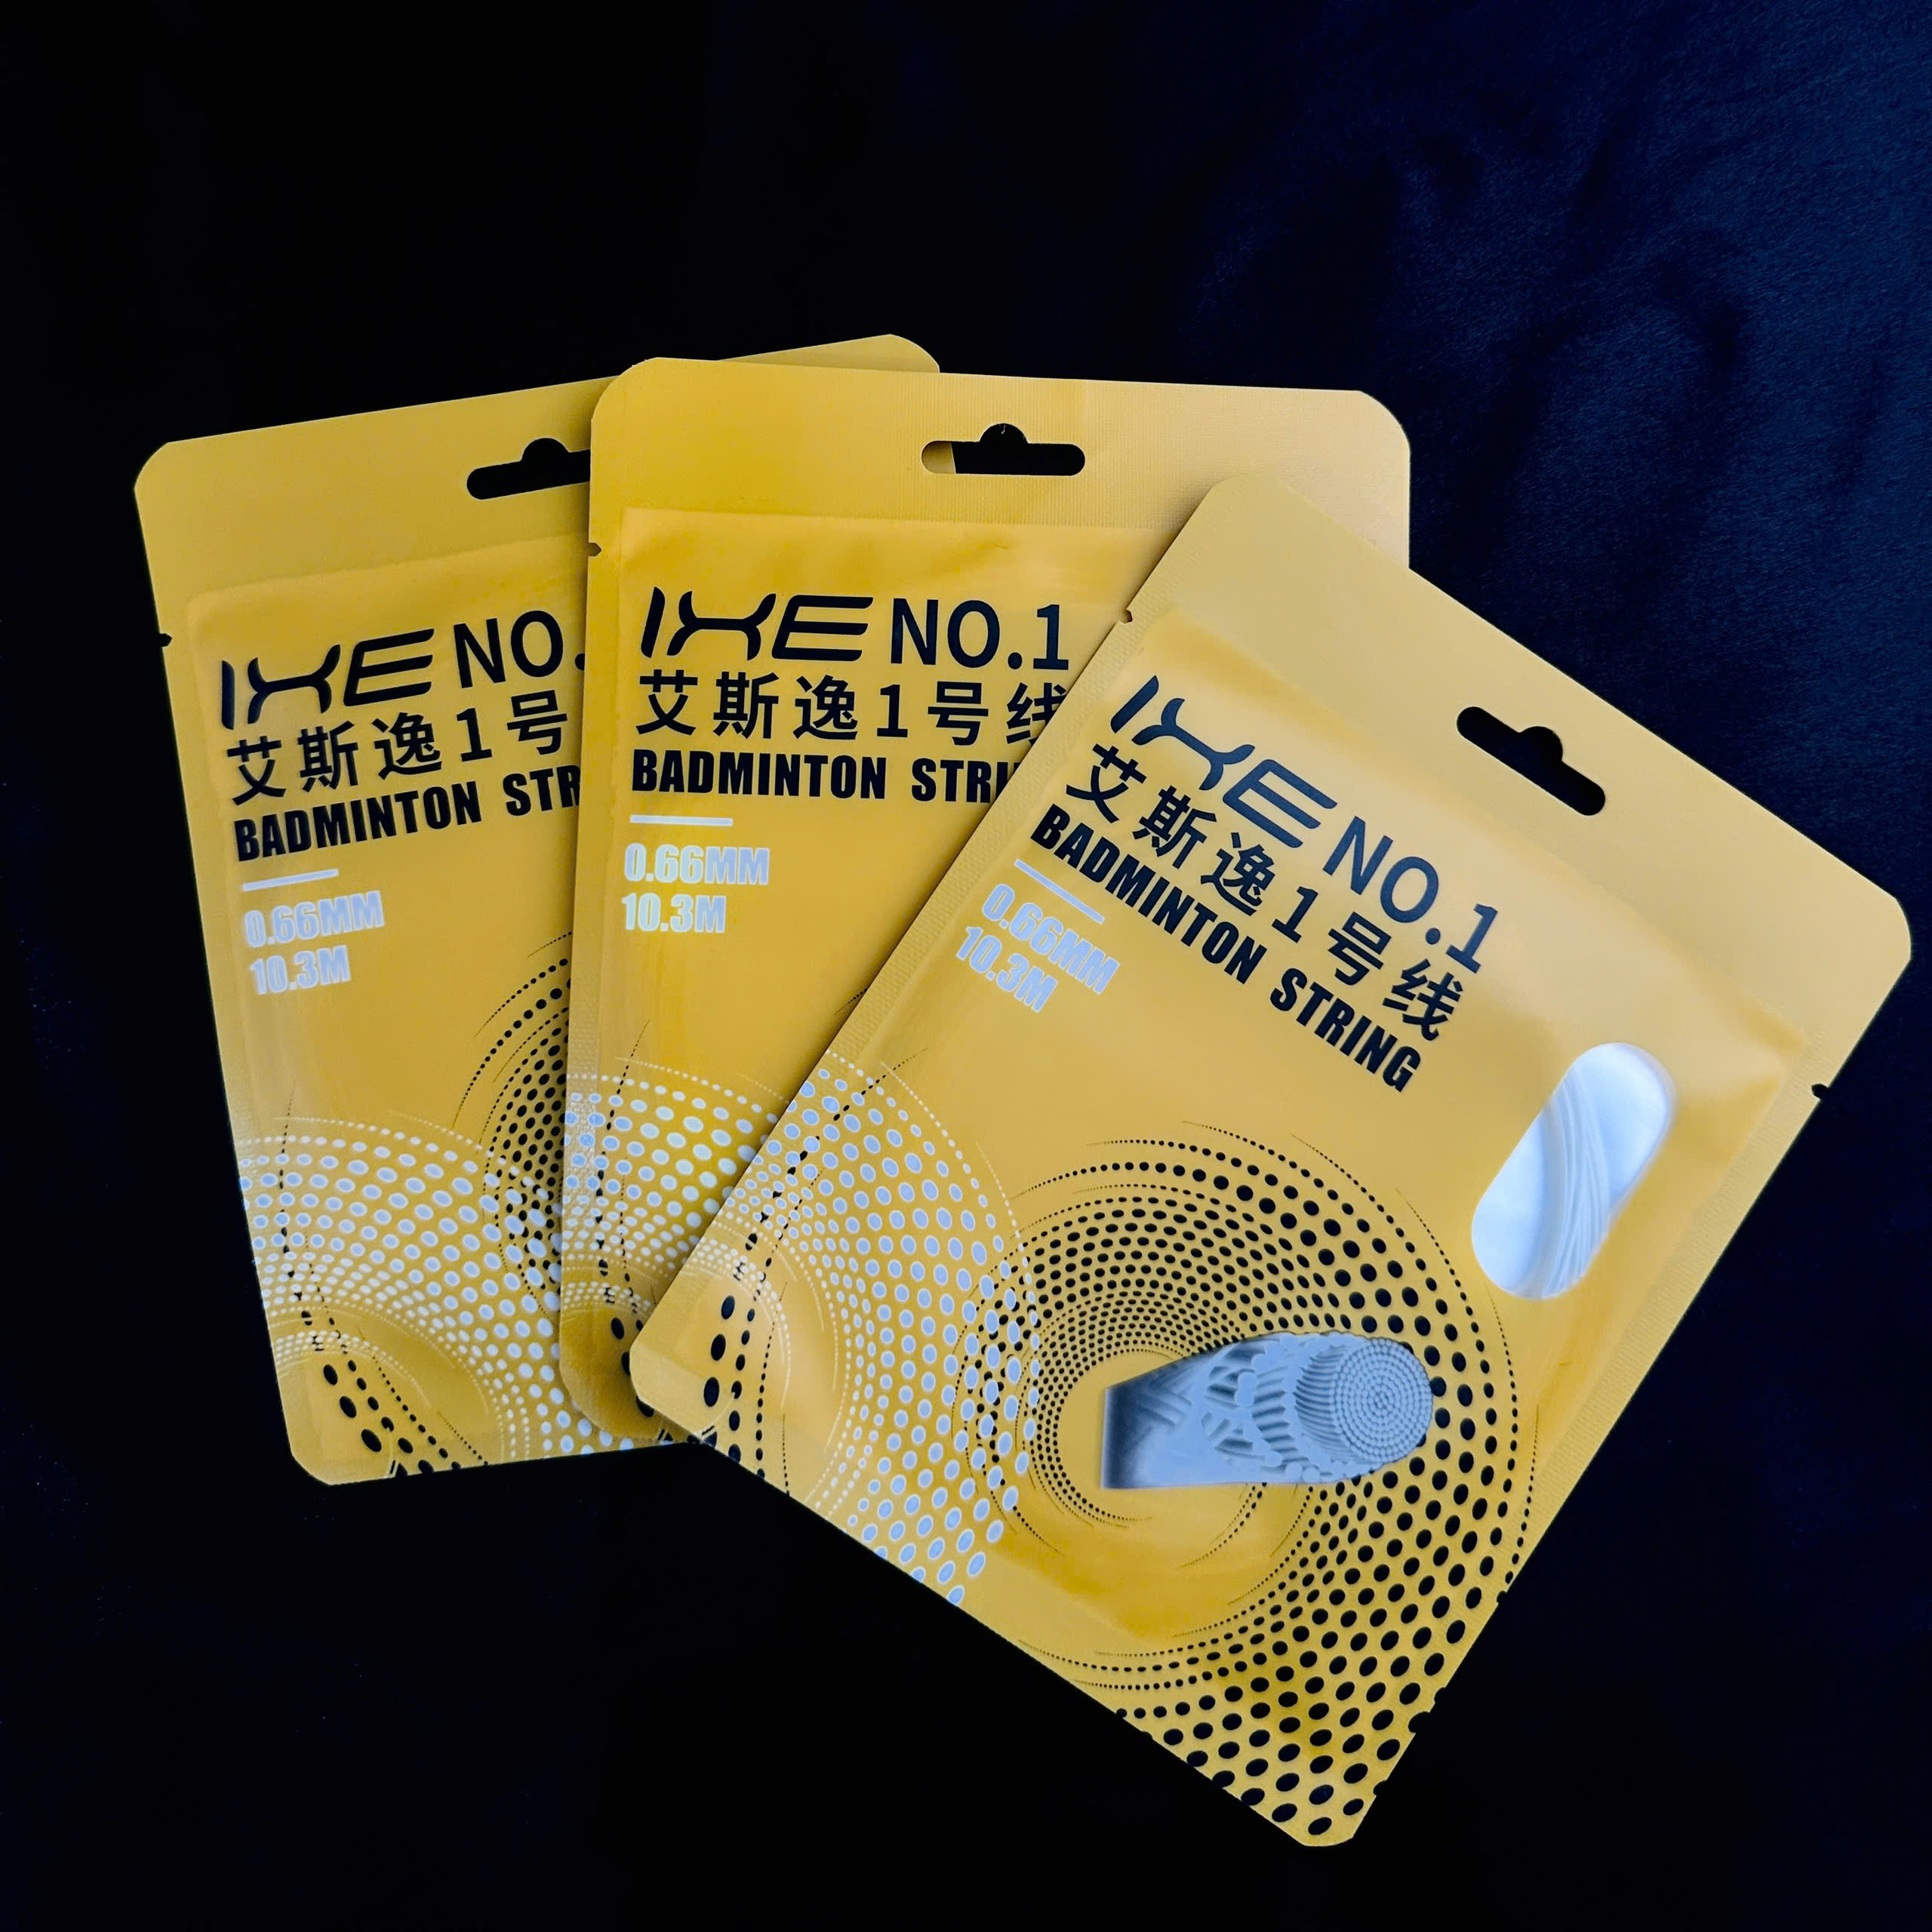 IXE NO.
艾斯逸1号
BADMINTON STR
0.66MM
10.3M
IXE NO.1
艾斯逸1号线
BADMINTON STRI
0.66MM
10.3M
IXE NO.1
艾斯逸1号线
BADMINTON STRING
0.66MM
10.3M